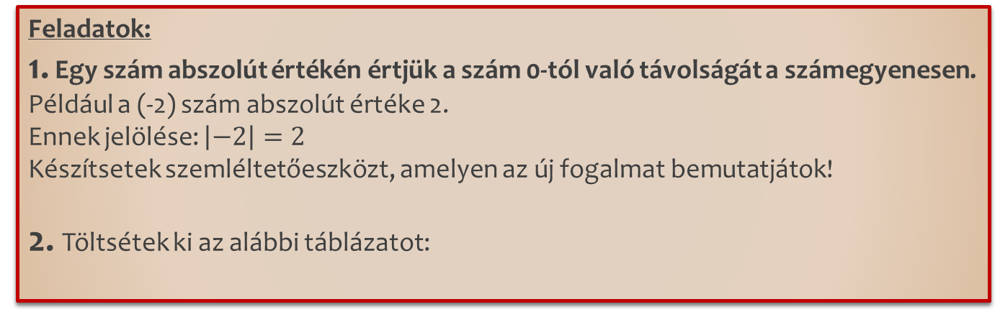 Feladatok:
1. Egy szám abszolút értékén értjük a szám 0-tól való távolságát a számegyenesen.
Például a (-2) szám abszolút értéke 2.
Ennek jelölése: |−2| = 2
Készítsetek szemléltetőeszközt, amelyen az új fogalmat bemutatjátok!
2. Töltsétek ki az alábbi táblázatot: